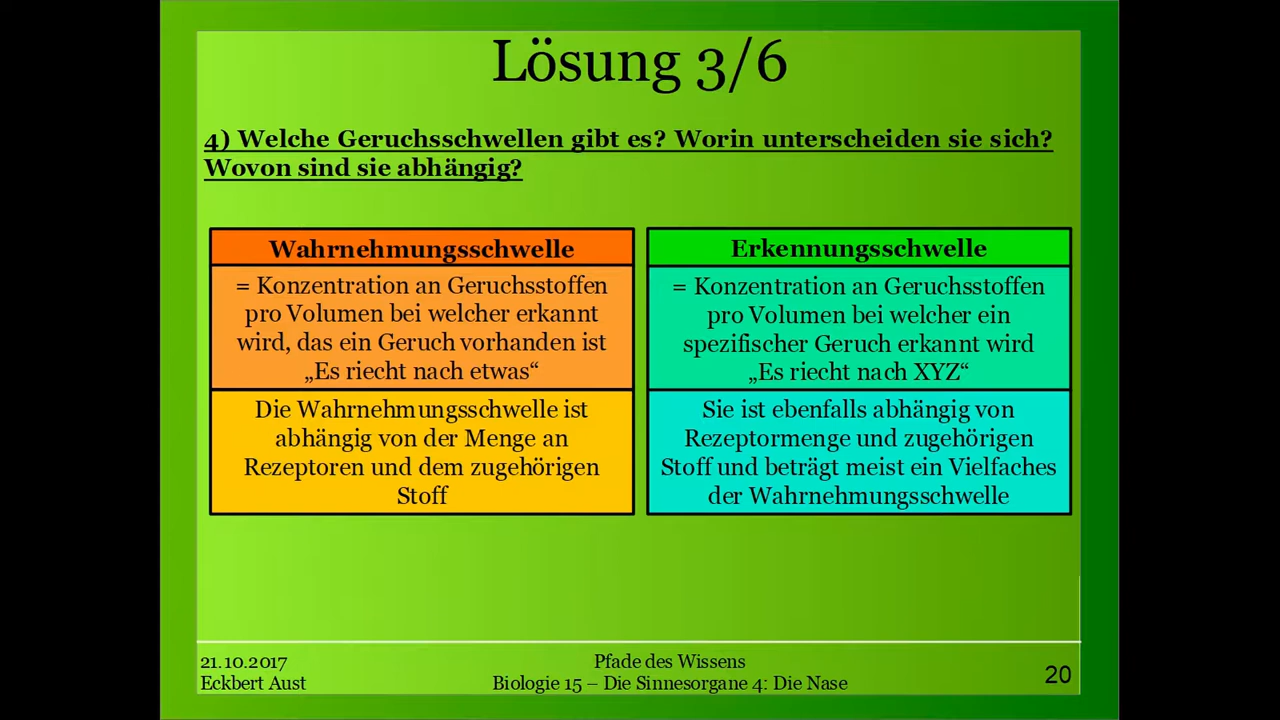 Lösung 3/6
4) Welche Geruchsschwellen gibt es? Worin unterscheiden sie sich?
Wovon sind sie abhängig?
Wahrnehmungsschwelle
= Konzentration an Geruchsstoffen
pro Volumen bei welcher erkannt
wird, das ein Geruch vorhanden ist
„Es riecht nach etwas“
Die Wahrnehmungsschwelle ist
abhängig von der Menge an
Rezeptoren und dem zugehörigen
Stoff
Erkennungsschwelle
= Konzentration an Geruchsstoffen
pro Volumen bei welcher ein
spezifischer Geruch erkannt wird
„Es riecht nach XYZ“
Sie ist ebenfalls abhängig von
Rezeptormenge und zugehörigen
Stoff und beträgt meist ein Vielfaches
der Wahrnehmungsschwelle
21.10.2017
Eckbert Aust
Pfade des Wissens
Biologie 15 – Die Sinnesorgane 4: Die Nase
20